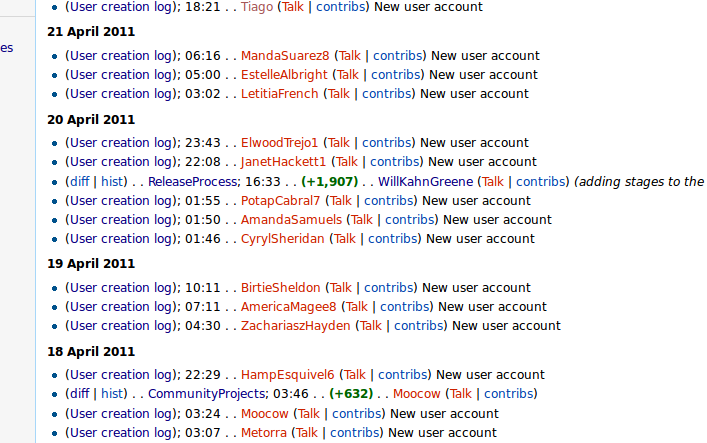 (User creation log); 18:21 . . Tiago (Talk | contribs) New user account
21 April 2011
es
(User creation log); 06:16 . . MandaSuarez8 (Talk | contribs) New user account
(User creation log); 05:00 . . EstelleAlbright (Talk | contribs) New user account
(User creation log); 03:02 . . LetitiaFrench (Talk | contribs) New user account
20 April 2011
(User creation log); 23:43 . . ElwoodTrejo1 (Talk | contribs) New user account
(User creation log); 22:08 . . JanetHackett1 (Talk | contribs) New user account
(diff | hist) . . ReleaseProcess; 16:33 . . (+1,907) . . WillKahnGreene (Talk | contribs) (adding stages to the
(User creation log); 01:55 . . PotapCabral7 (Talk | contribs) New user account
(User creation log); 01:50 . . AmandaSamuels (Talk | contribs) New user account
(User creation log); 01:46 . . CyrylSheridan (Talk | contribs) New user account
19 April 2011
(User creation log); 10:11 . . BirtieSheldon (Talk | contribs) New user account
(User creation log); 07:11 . . AmericaMagee8 (Talk | contribs) New user account
(User creation log); 04:30 . . ZachariaszHayden (Talk | contribs) New user account
18 April 2011
(User creation log); 22:29 . . HampEsquivel6 (Talk | contribs) New user account
(diff | hist) . . CommunityProjects; 03:46 . . (+632) . . Moocow (Talk | contribs)
(User creation log); 03:24 . . Moocow (Talk | contribs) New user account
(User creation log); 03:07 . . Metorra (Talk | contribs) New user account